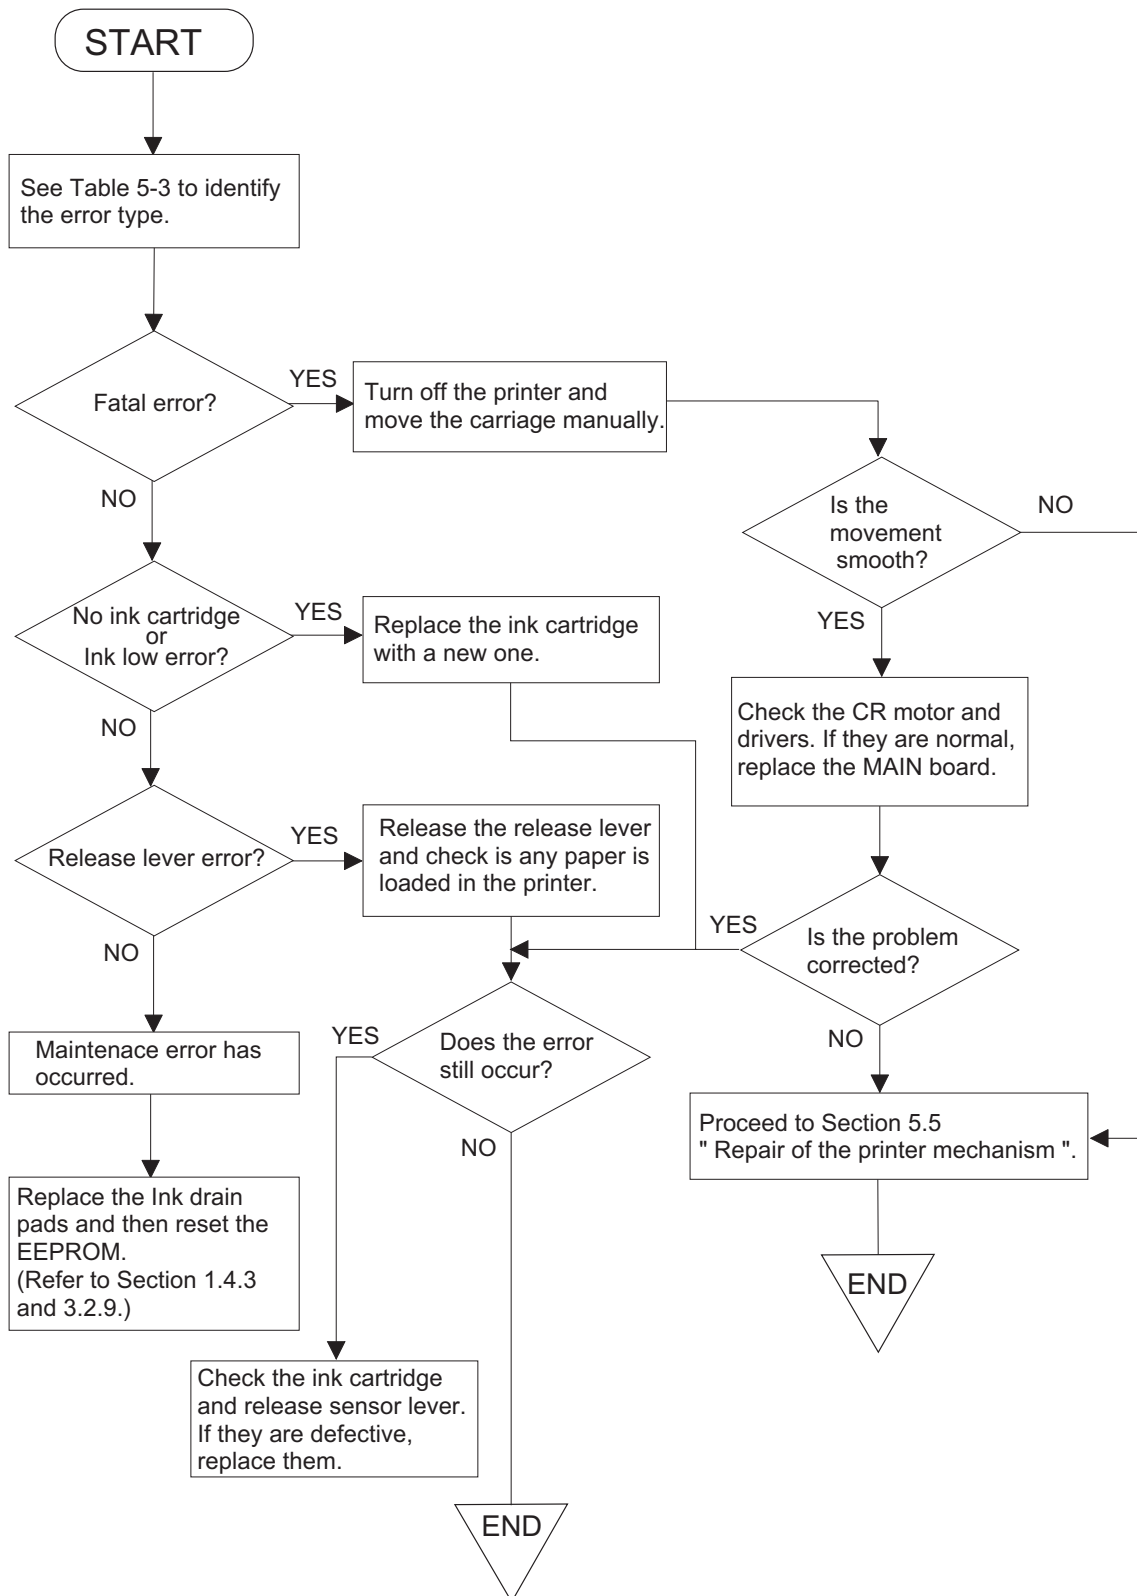 START
See Table 5-3 to identify
the error type.
Fatal error?
YES
Turn off the printer and
move the carriage manually.
NO
Is the
movement
smooth?
NO
YES
No ink cartridge
or
Ink low error?
YES
Replace the ink cartridge
with a new one.
NO
Check the CR motor and
drivers. If they are normal,
replace the MAIN board.
Release lever error?
YES
Release the release lever
and check is any paper is
loaded in the printer.
NO
YES
Is the problem
corrected?
NO
Maintenace error has
occurred.
YES
Does the error
still occur?
NO
Proceed to Section 5.5
" Repair of the printer mechanism ".
Replace the Ink drain
pads and then reset the
EEPROM.
(Refer to Section 1.4.3
and 3.2.9.)
END
Check the ink cartridge
and release sensor lever.
If they are defective,
replace them.
END